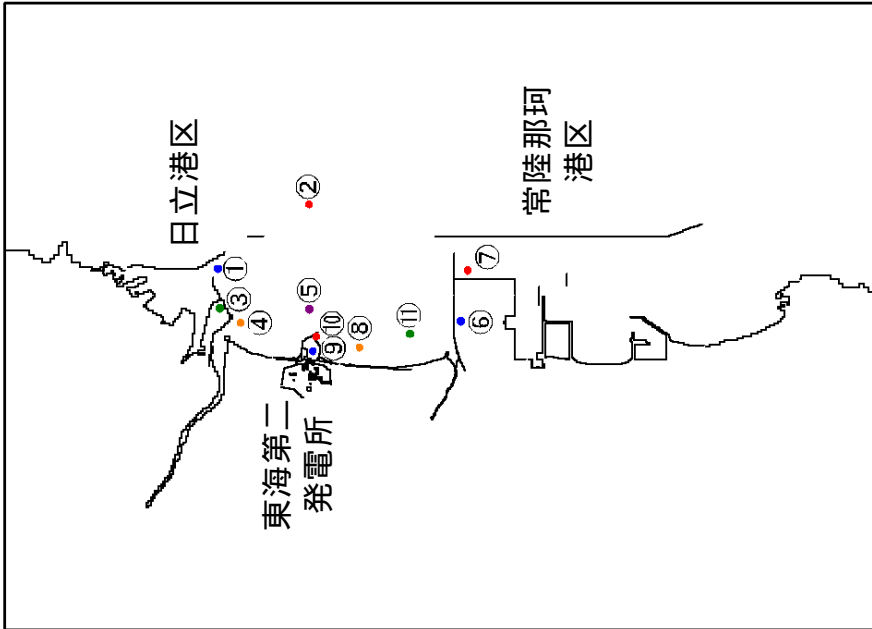 日立港区
常陸那珂
港区
東海第二
発電所
①
②
③
④
⑤
⑥
⑦
⑧
⑨
⑩
⑪